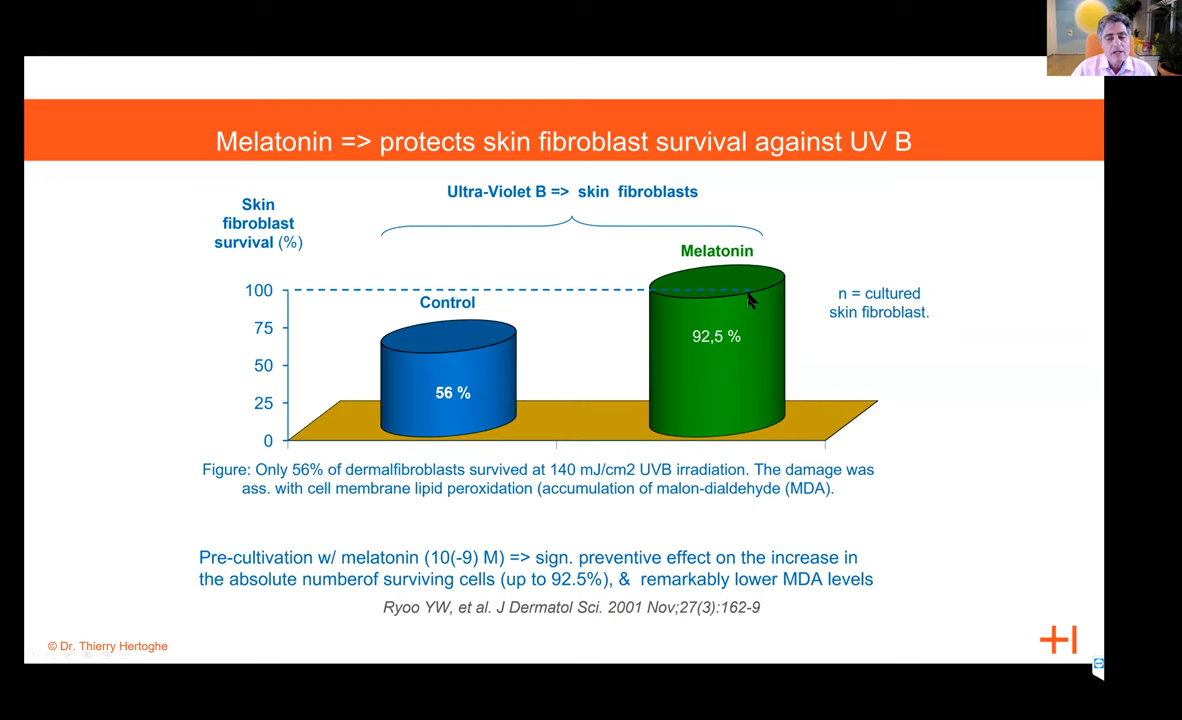 Melatonin => protects skin fibroblast survival against UV B
Ultra-Violet B => skin fibroblasts
Skin
fibroblast
survival (%)
Melatonin
100
Control
n = cultured
skin fibroblast.
75
92,5 %
50
56 %
25
0
Figure: Only 56% of dermalfibroblasts survived at 140 mJ/cm2 UVB irradiation. The damage was
ass. with cell membrane lipid peroxidation (accumulation of malon-dialdehyde (MDA).
Pre-cultivation w/ melatonin (10(-9) M) => sign. preventive effect on the increase in
the absolute numberof surviving cells (up to 92.5%), & remarkably lower MDA levels
Ryoo YW, et al. J Dermatol Sci. 2001 Nov;27(3):162-9
© Dr. Thierry Hertoghe